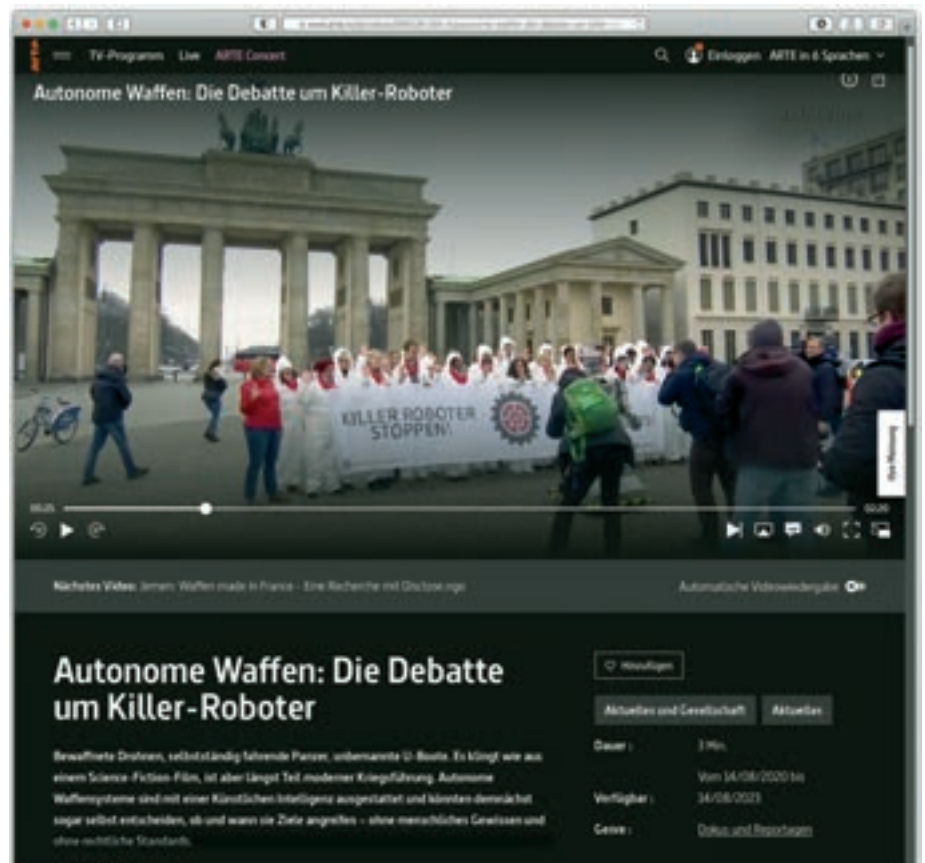 arte
TV-Programm Live ARTE Concert
Einloggen ARTE in 6 Sprachen
Autonome Waffen: Die Debatte um Killer-Roboter
KILLER ROBOTER
STOPPEN!
00:25
02:20
Nächstes Video: Jemen: Waffen made in France – Eine Recherche mit Disclose.ngo
Automatische Videowiedergabe
Autonome Waffen: Die Debatte
um Killer-Roboter
Bewaffnete Drohnen, selbstständig fahrende Panzer, unbemannte U-Boote. Es klingt wie aus
einem Science-Fiction-Film, ist aber längst Teil moderner Kriegsführung. Autonome
Waffensysteme sind mit einer Künstlichen Intelligenz ausgestattet und könnten demnächst
sogar selbst entscheiden, ob und wann sie Ziele angreifen – ohne menschliches Gewissen und
ohne rechtliche Standards.
Hinzufügen
Aktuelles und Gesellschaft Aktuelles
Dauer : 3 Min.
Verfügbar : Vom 14/08/2020 bis
14/08/2023
Genre : Dokus und Reportagen